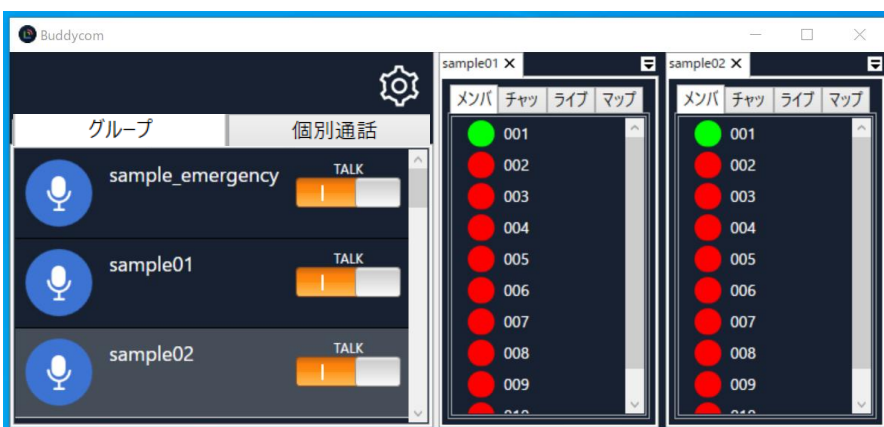 Buddycom
グループ
個別通話
sample_emergency
TALK
sample01
TALK
sample02
TALK
sample01 ×
メンバ
チャッ
ライブ
マップ
001
002
003
004
005
006
007
008
009
sample02 ×
メンバ
チャッ
ライブ
マップ
001
002
003
004
005
006
007
008
009